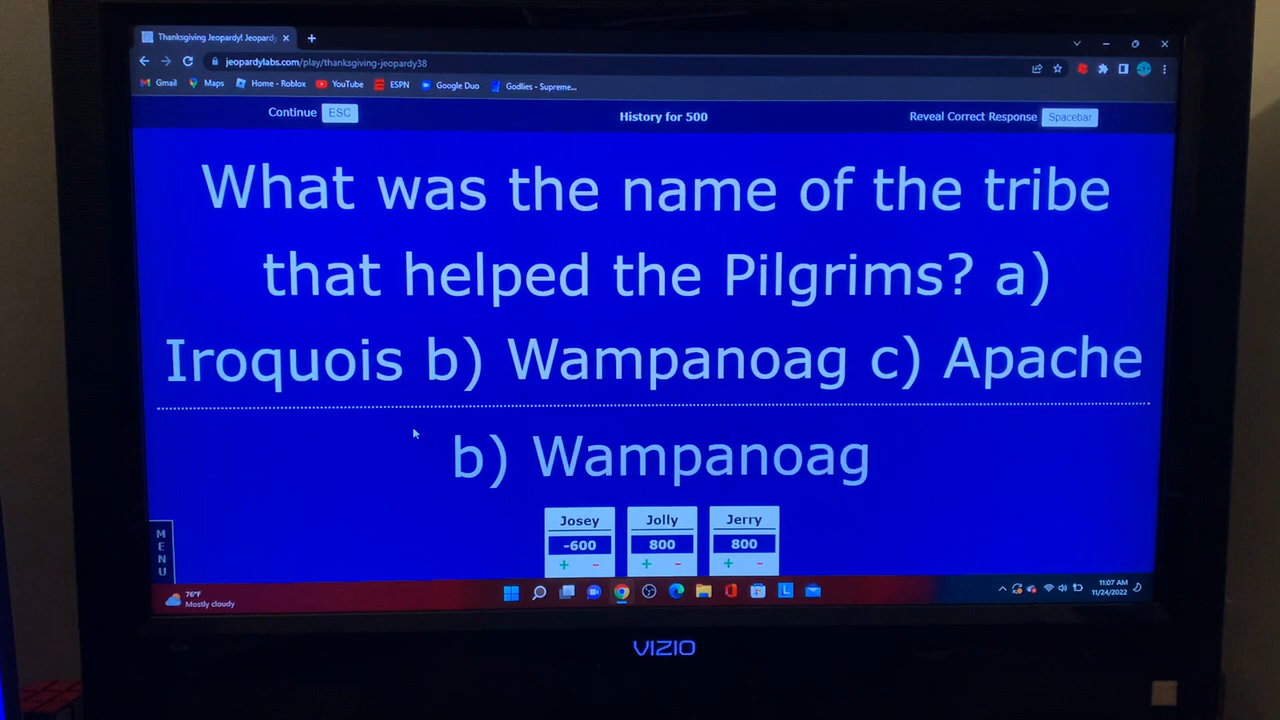 Thanksgiving Jeopardy! Jeopardy
jeopardylabs.com/play/thanksgiving-jeopardy38
Gmail Maps Home - Roblox YouTube ESPN Google Duo Godlies - Supreme...
Continue ESC History for 500 Reveal Correct Response Spacebar
What was the name of the tribe
that helped the Pilgrims? a)
Iroquois b) Wampanoag c) Apache
b) Wampanoag
MENU
Josey Jolly Jerry
-600 800 800
+ - + - + -
76°F
Mostly cloudy
11:07 AM
11/24/2022
VIZIO